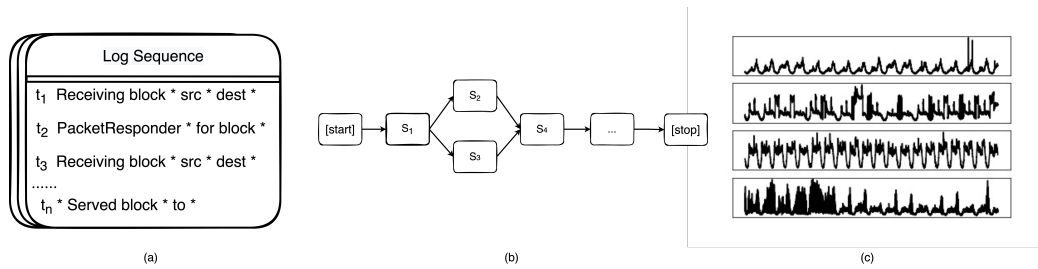 Log Sequence
t1 Receiving block * src * dest *
t2 PacketResponder * for block *
t3 Receiving block * src * dest *
......
tn * Served block * to *
(a)
[start]
S1
S2
S3
S4
...
[stop]
(b)
(c)